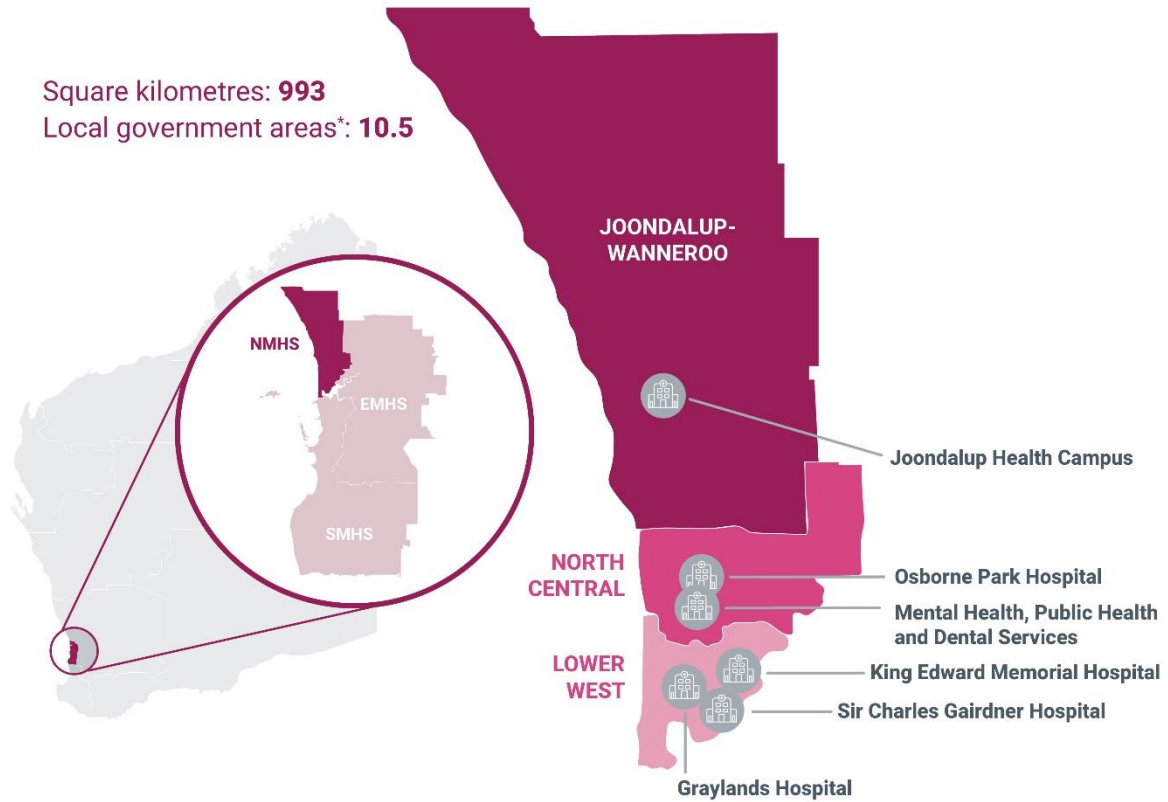 Square kilometres: 993
Local government areas*: 10.5
JOONDALUP-
WANNEROO
NMHS
EMHS
SMHS
Joondalup Health Campus
NORTH
CENTRAL
Osborne Park Hospital
Mental Health, Public Health
and Dental Services
LOWER
WEST
King Edward Memorial Hospital
Sir Charles Gairdner Hospital
Graylands Hospital